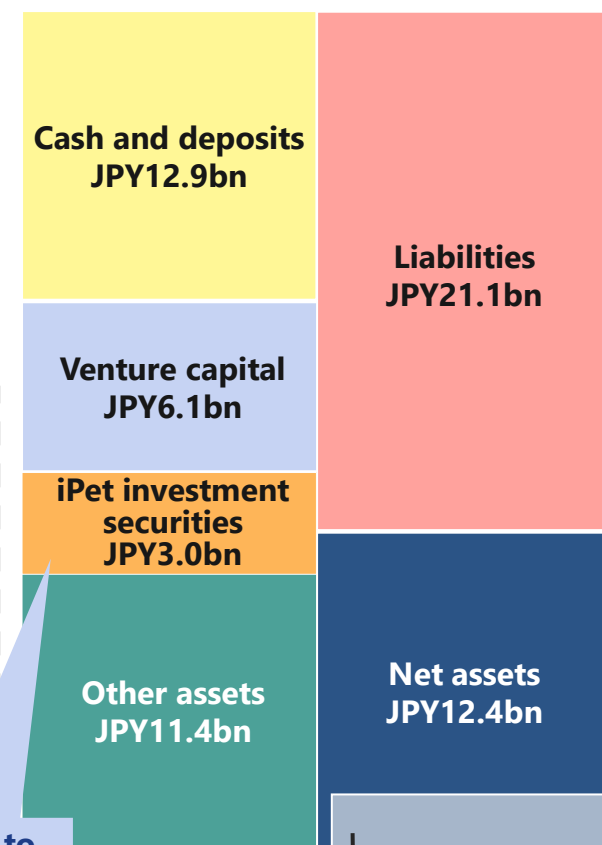 Cash and deposits
JPY12.9bn
Venture capital
JPY6.1bn
iPet investment
securities
JPY3.0bn
Other assets
JPY11.4bn
Liabilities
JPY21.1bn
Net assets
JPY12.4bn
to